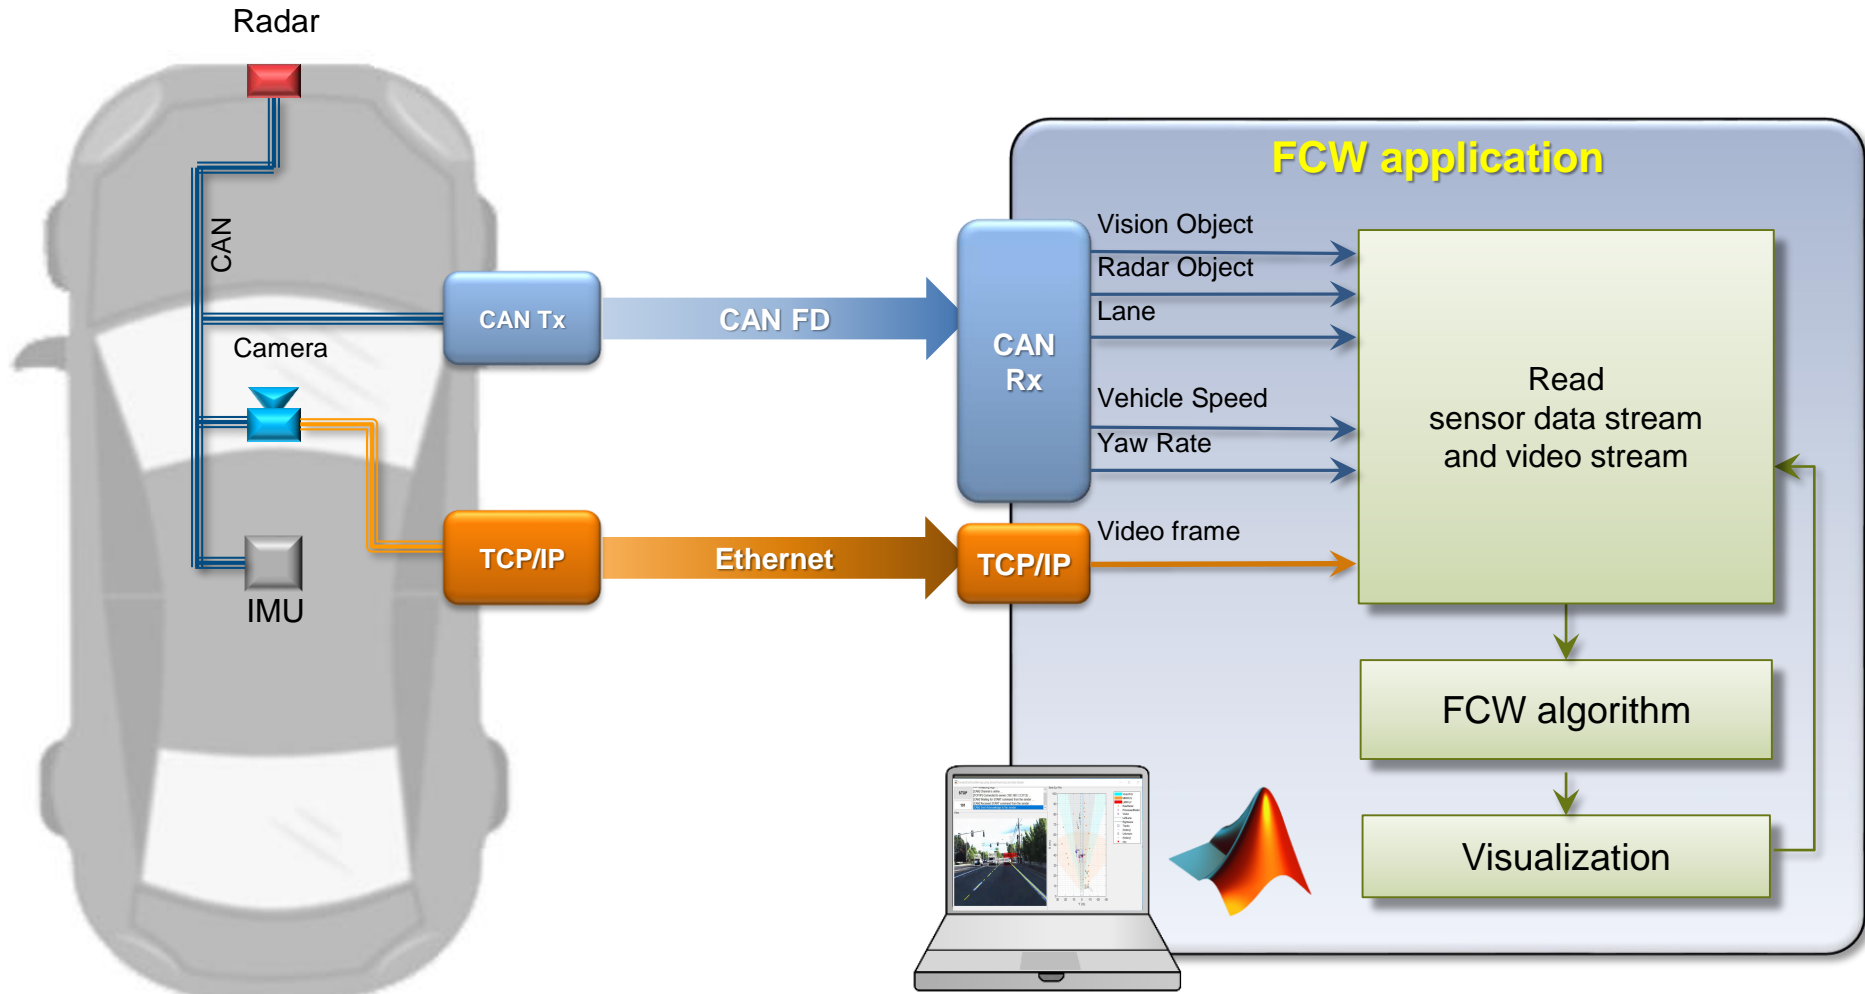 Radar
FCW application
CAN
Vision Object
Radar Object
Lane
CAN Tx
CAN FD
CAN
Rx
Camera
Vehicle Speed
Yaw Rate
Read
sensor data stream
and video stream
TCP/IP
Ethernet
TCP/IP
Video frame
IMU
FCW algorithm
Visualization
STOP